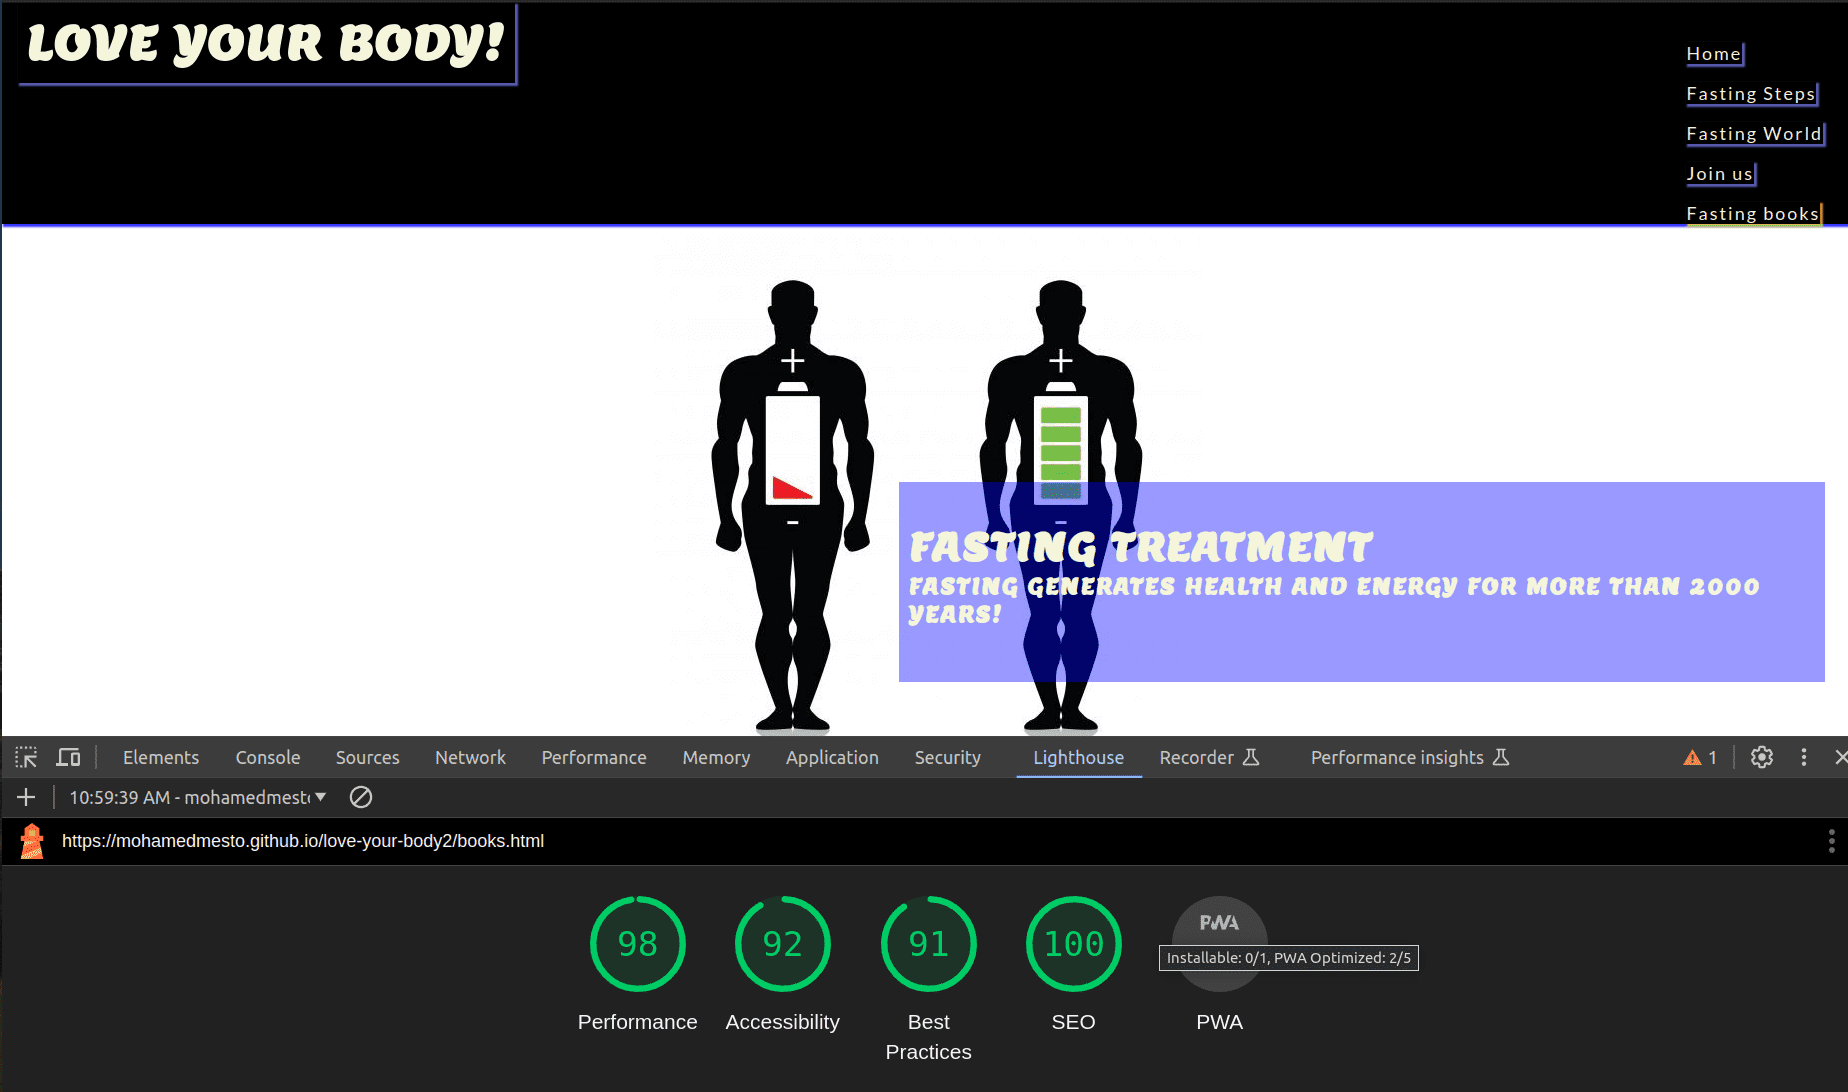 LOVE YOUR BODY!
Home
Fasting Steps
Fasting World
Join us
Fasting books
+
+
-
-
FASTING TREATMENT
FASTING GENERATES HEALTH AND ENERGY FOR MORE THAN 2000
YEARS!
Elements Console Sources Network Performance Memory Application Security Lighthouse Recorder Performance insights 1
10:59:39 AM - mohamedmest
https://mohamedmesto.github.io/love-your-body2/books.html
98 92 91 100 PWA
Installable: 0/1, PWA Optimized: 2/5
Performance Accessibility Best SEO PWA
Practices